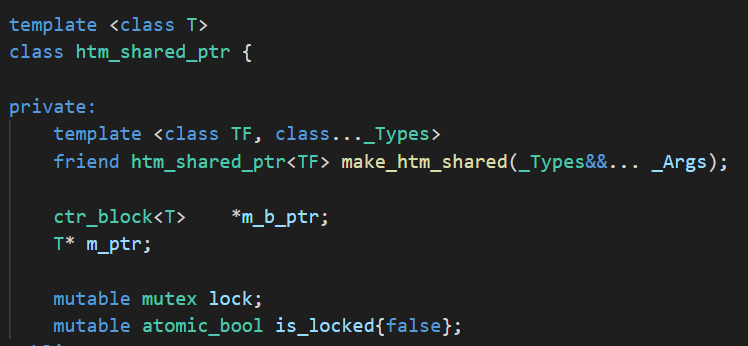 template <class T>
class htm_shared_ptr {
private:
template <class TF, class..._Types>
friend htm_shared_ptr<TF> make_htm_shared(_Types&&... _Args);
ctr_block<T>    *m_b_ptr;
T* m_ptr;
mutable mutex lock;
mutable atomic_bool is_locked{false};